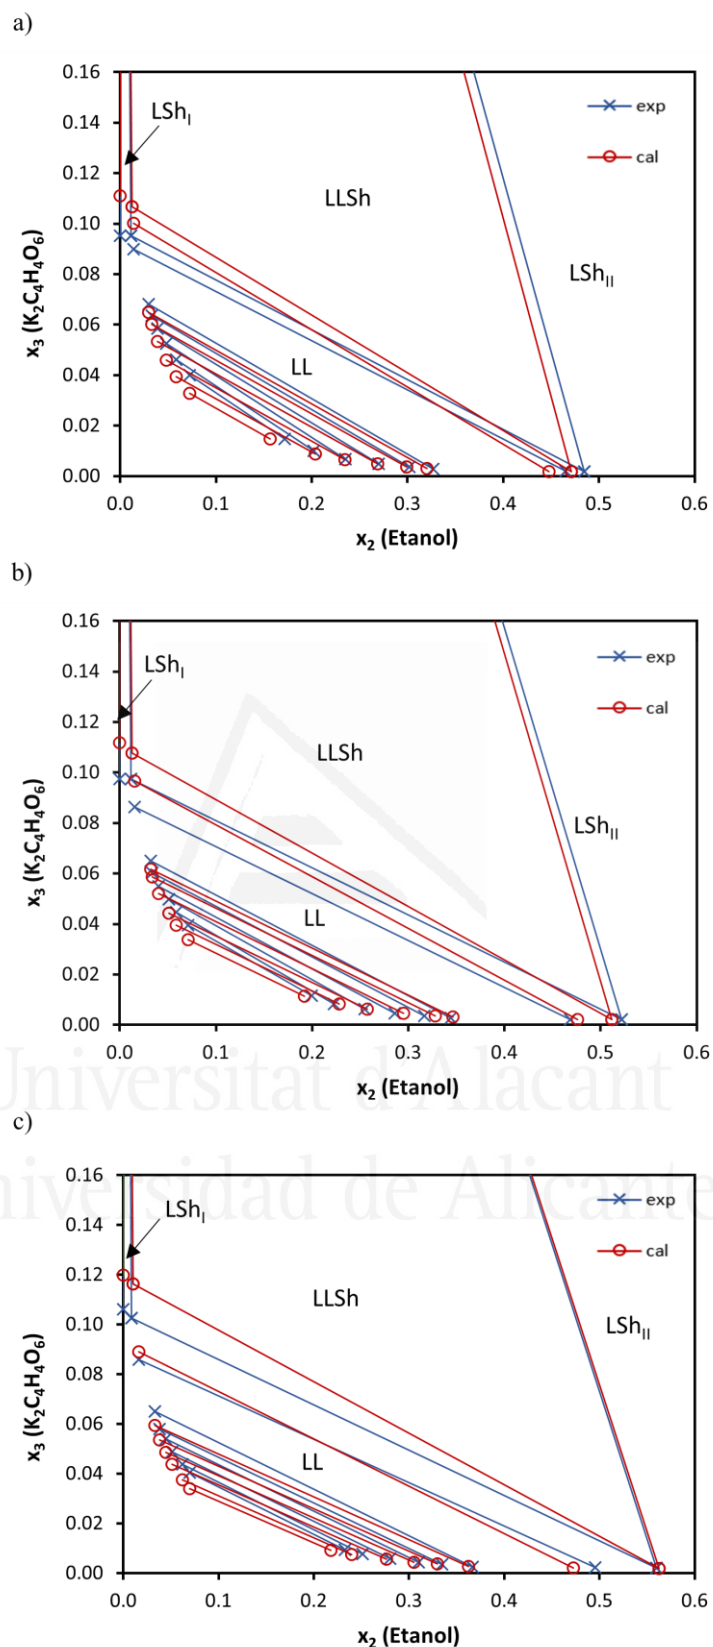 a)
0.16
0.14
0.12
0.10
0.08
0.06
0.04
0.02
0.00
x₃ (K₂C₄H₄O₆)
LShI
LLSh
LShII
LL
exp
cal
0.0 0.1 0.2 0.3 0.4 0.5 0.6
x₂ (Etanol)
b)
0.16
0.14
0.12
0.10
0.08
0.06
0.04
0.02
0.00
x₃ (K₂C₄H₄O₆)
LShI
LLSh
LShII
LL
exp
cal
0.0 0.1 0.2 0.3 0.4 0.5 0.6
x₂ (Etanol)
Universitat d'Alacant
c)
Universidad de Alicante
0.16
0.14
0.12
0.10
0.08
0.06
0.04
0.02
0.00
x₃ (K₂C₄H₄O₆)
LShI
LLSh
LShII
LL
exp
cal
0.0 0.1 0.2 0.3 0.4 0.5 0.6
x₂ (Etanol)